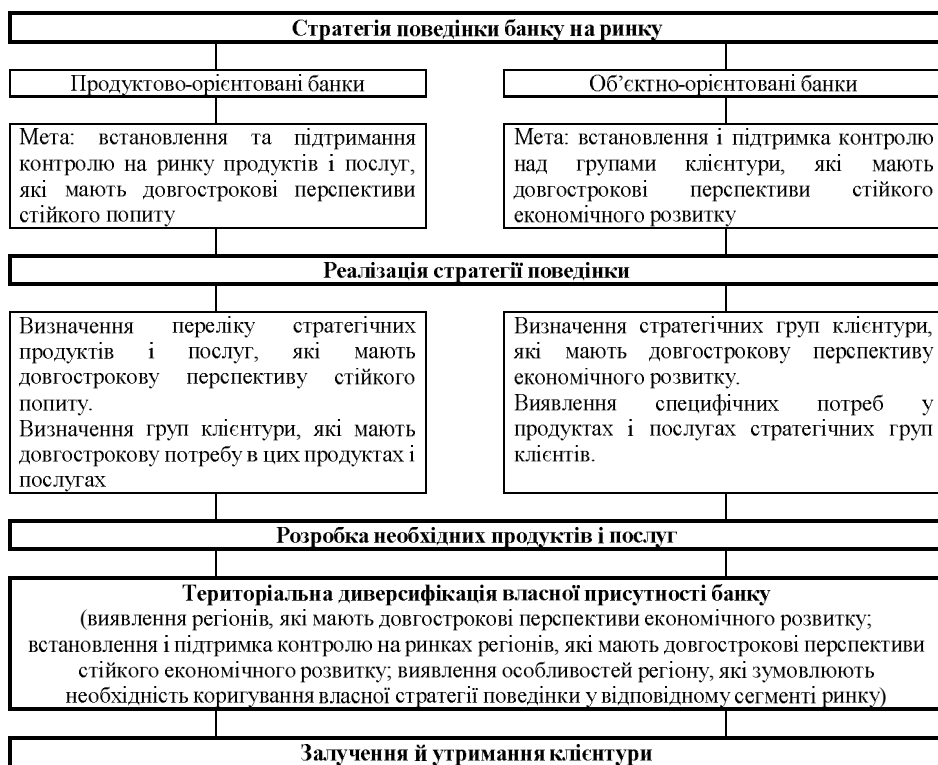 Стратегія поведінки банку на ринку
Продуктово-орієнтовані банки
Об’єктно-орієнтовані банки
Мета: встановлення та підтримання
контролю на ринку продуктів і послуг,
які мають довгострокові перспективи
стійкого попиту
Мета: встановлення і підтримка контролю
над групами клієнтури, які мають
довгострокові перспективи стійкого
економічного розвитку
Реалізація стратегії поведінки
Визначення переліку стратегічних
продуктів і послуг, які мають
довгострокову перспективу стійкого
попиту.
Визначення груп клієнтури, які мають
довгострокову потребу в цих продуктах і
послугах
Визначення стратегічних груп клієнтури,
які мають довгострокову перспективу
економічного розвитку.
Виявлення специфічних потреб у
продуктах і послугах стратегічних груп
клієнтів.
Розробка необхідних продуктів і послуг
Територіальна диверсифікація власної присутності банку
(виявлення регіонів, які мають довгострокові перспективи економічного розвитку;
встановлення і підтримка контролю на ринках регіонів, які мають довгострокові перспективи
стійкого економічного розвитку; виявлення особливостей регіону, які зумовлюють
необхідність коригування власної стратегії поведінки у відповідному сегменті ринку)
Залучення й утримання клієнтури